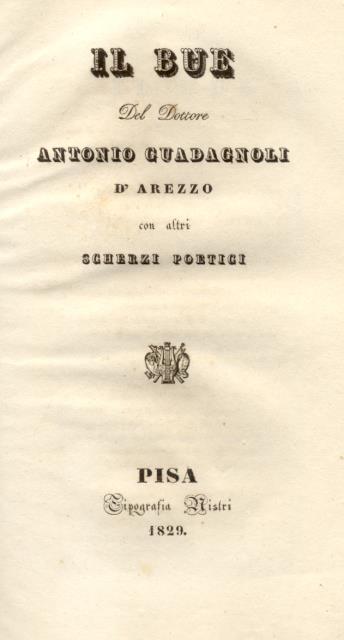 IL BUE
Del Dottore
ANTONIO GUADAGNOLI
D' AREZZO
con altri
SCHERZI POETICI
PISA
Tipografia Nistri
1829.